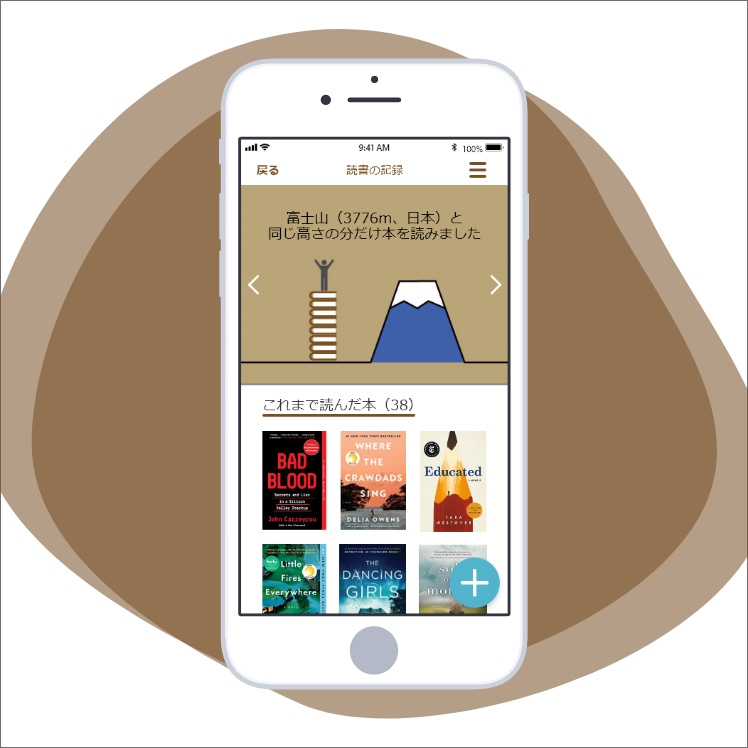 9:41 AM
100%
戻る
読書の記録
富士山（3776m、日本）と
同じ高さの分だけ本を読みました
これまで読んだ本（38）
BAD
BLOOD
Secrets and Lies
in a Silicon
Valley Startup
John Carreyrou
WHERE
THE
CRAWDADS
SING
DELIA OWENS
Educated
TARA
WESTOVER
Little
Fires
Everywhere
THE
DANCING
GIRLS